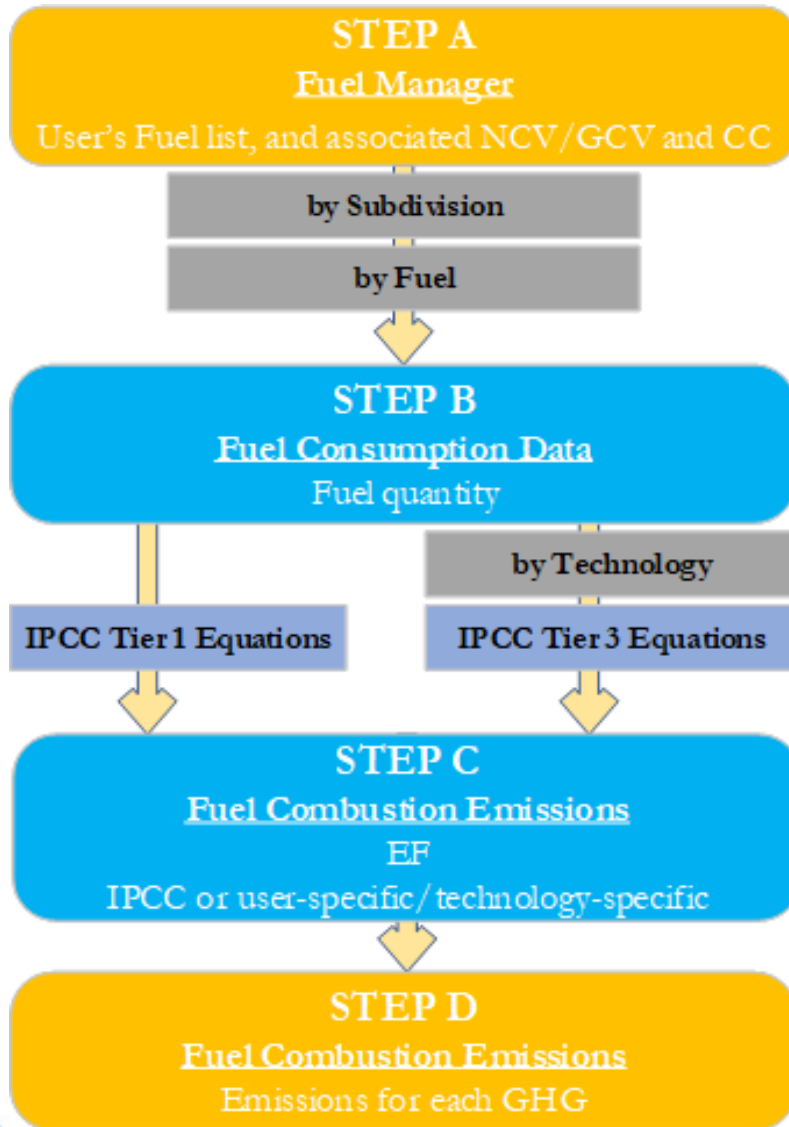 STEP A
Fuel Manager
User's Fuel list, and associated NCV/GCV and CC
by Subdivision
by Fuel
STEP B
Fuel Consumption Data
Fuel quantity
by Technology
IPCC Tier 1 Equations
IPCC Tier 3 Equations
STEP C
Fuel Combustion Emissions
EF
IPCC or user-specific/technology-specific
STEP D
Fuel Combustion Emissions
Emissions for each GHG